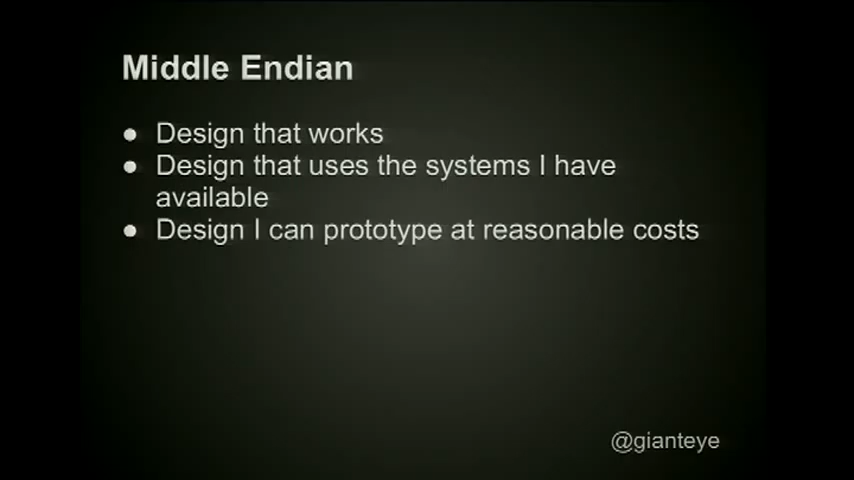 Middle Endian
● Design that works
● Design that uses the systems I have
available
● Design I can prototype at reasonable costs
@gianteye